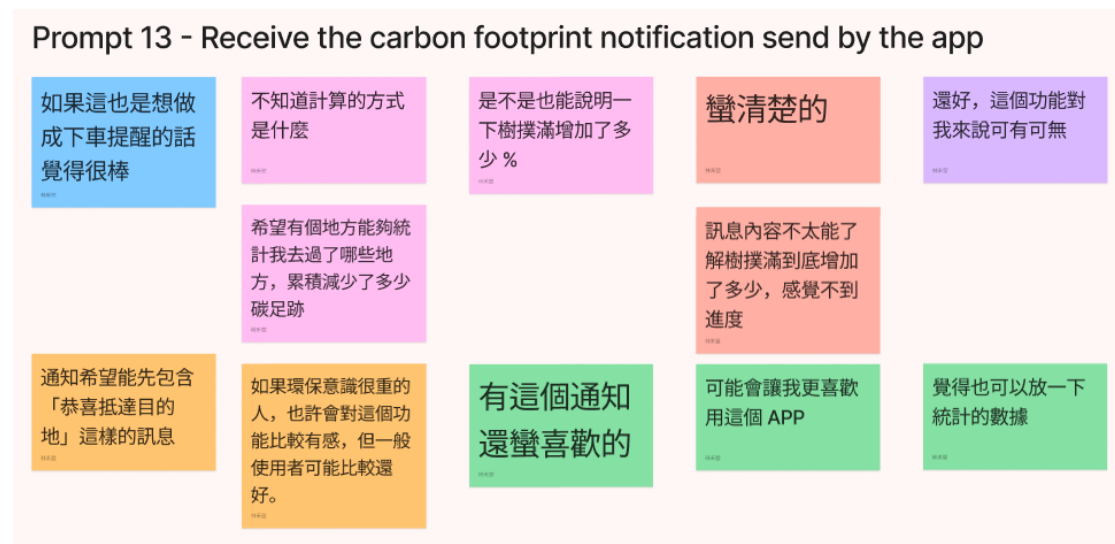 Prompt 13 - Receive the carbon footprint notification send by the app
如果這也是想做
成下車提醒的話
覺得很棒
不知道計算的方式
是什麼
是不是也能說明一
下樹撲滿增加了多
少 %
蠻清楚的
還好，這個功能對
我來說可有可無
希望有個地方能夠統
計我去過了哪些地
方，累積減少了多少
碳足跡
訊息內容不太能了
解樹撲滿到底增加
了多少，感覺不到
進度
通知希望能先包含
「恭喜抵達目的
地」這樣的訊息
如果環保意識很重的
人，也許會對這個功
能比較有感，但一般
使用者可能比較還
好。
有這個通知
還蠻喜歡的
可能會讓我更喜歡
用這個 APP
覺得也可以放一下
統計的數據